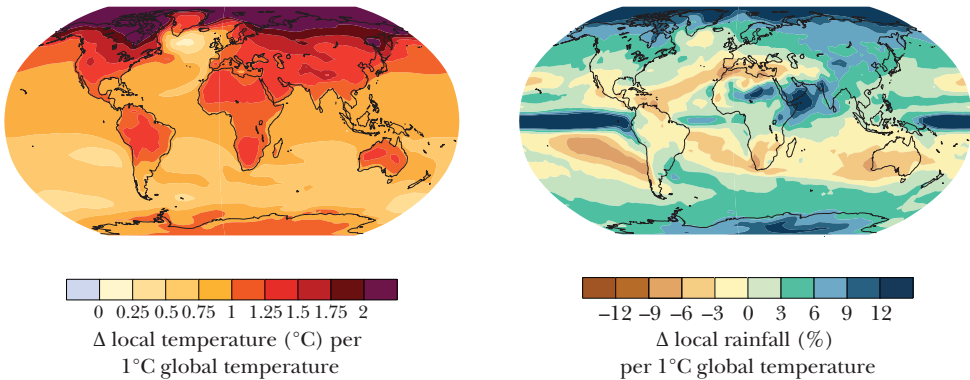 0 0.25 0.5 0.75 1 1.25 1.5 1.75 2
Δ local temperature (°C) per
1°C global temperature
−12 −9 −6 −3 0 3 6 9 12
Δ local rainfall (%)
per 1°C global temperature